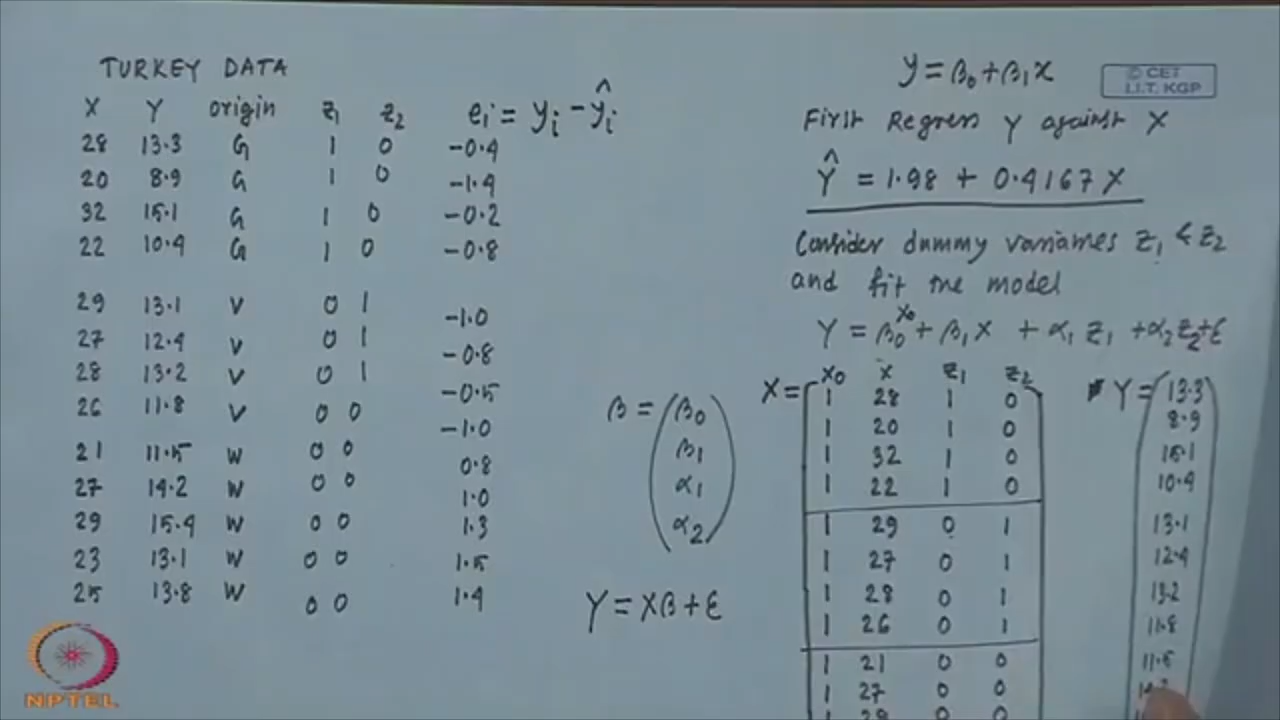 TURKEY DATA
X Y origin z₁ z₂ eᵢ = yᵢ - ŷᵢ
28 13.3 G 1 0 -0.4
20 8.9 G 1 0 -1.4
32 15.1 G 1 0 -0.2
22 10.4 G 1 0 -0.8
29 13.1 V 0 1 -1.0
27 12.4 V 0 1 -0.8
28 13.2 V 0 1 -0.5
26 11.8 V 0 0 -1.0
21 11.5 W 0 0 0.8
27 14.2 W 0 0 1.0
29 15.4 W 0 0 1.3
23 13.1 W 0 0 1.5
25 13.8 W 0 0 1.4
β = (β₀
β₁
α₁
α₂)
Y = Xβ + ε
y = β₀ + β₁x
© CET
I.I.T. KGP
First Regress Y against X
Ŷ = 1.98 + 0.4167 X
Consider dummy variables z₁ & z₂
and fit the model
Y = β₀x₀ + β₁X + α₁z₁ + α₂z₂ + ε
X =
x₀ x z₁ z₂
1 28 1 0
1 20 1 0
1 32 1 0
1 22 1 0
1 29 0 1
1 27 0 1
1 28 0 1
1 26 0 1
1 21 0 0
1 27 0 0
1 29 0 0
Y =
13.3
8.9
15.1
10.4
13.1
12.4
13.2
11.8
11.5
NPTEL